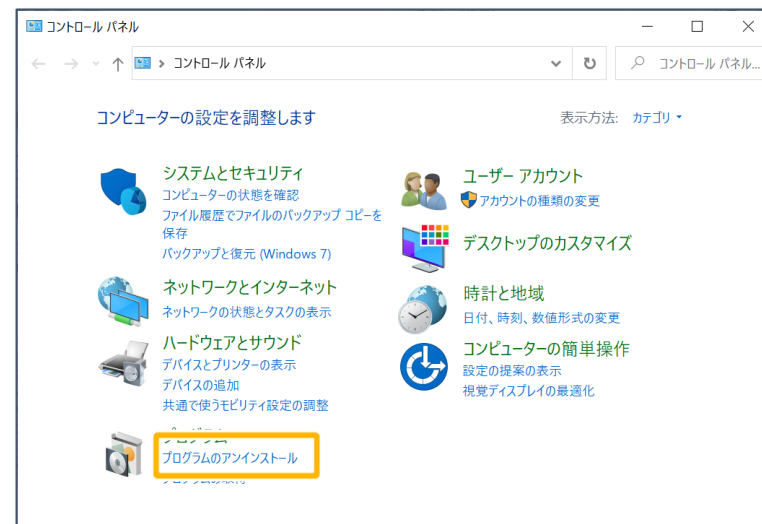 コントロール パネル
コントロール パネル
コントロール パネル...
コンピューターの設定を調整します
表示方法: カテゴリ
システムとセキュリティ
コンピューターの状態を確認
ファイル履歴でファイルのバックアップ コピーを
保存
バックアップと復元 (Windows 7)
ネットワークとインターネット
ネットワークの状態とタスクの表示
ハードウェアとサウンド
デバイスとプリンターの表示
デバイスの追加
共通で使うモビリティ設定の調整
プログラム
プログラムのアンインストール
ユーザー アカウント
アカウントの種類の変更
デスクトップのカスタマイズ
時計と地域
日付、時刻、数値形式の変更
コンピューターの簡単操作
設定の提案の表示
視覚ディスプレイの最適化